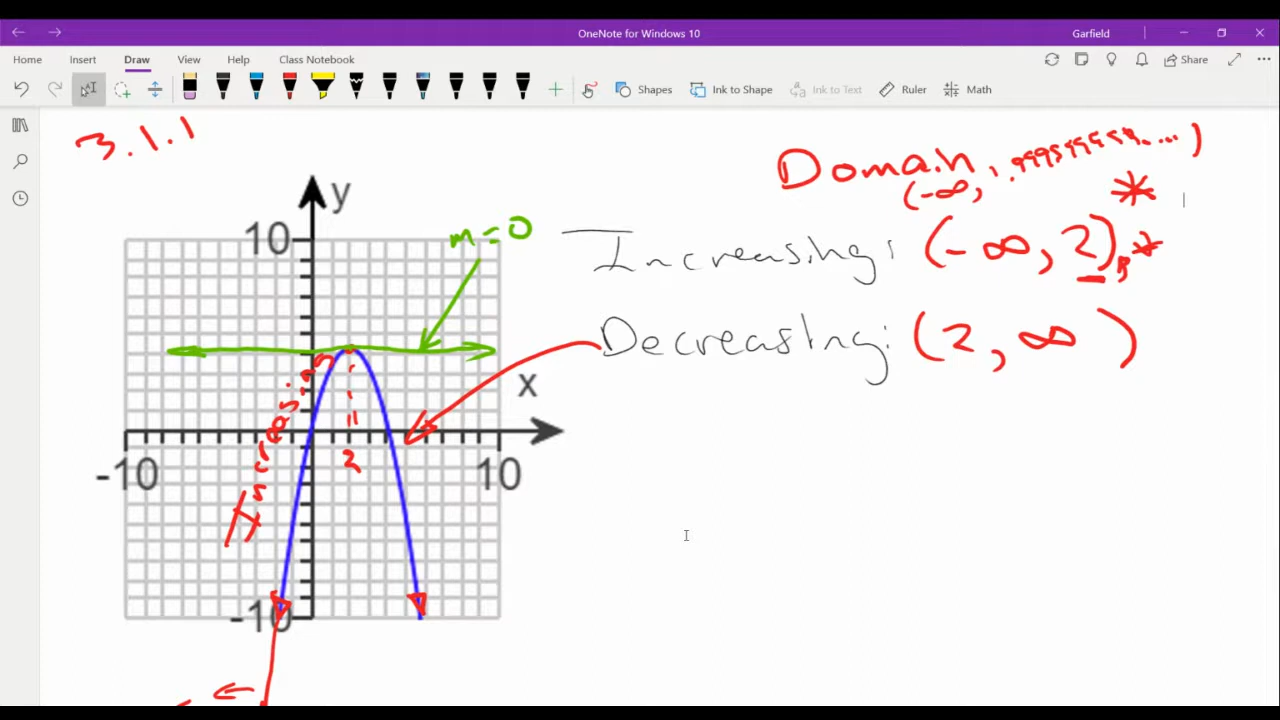 OneNote for Windows 10
Garfield
Home Insert Draw View Help Class Notebook
Share
Shapes Ink to Shape Ink to Text Ruler Math
3.1.1
Domain
(-∞,
y
10
m=0
Increasing: (-∞, 2)
Decreasing: (2, ∞)
x
Increasing
=
2
-10
10
-10